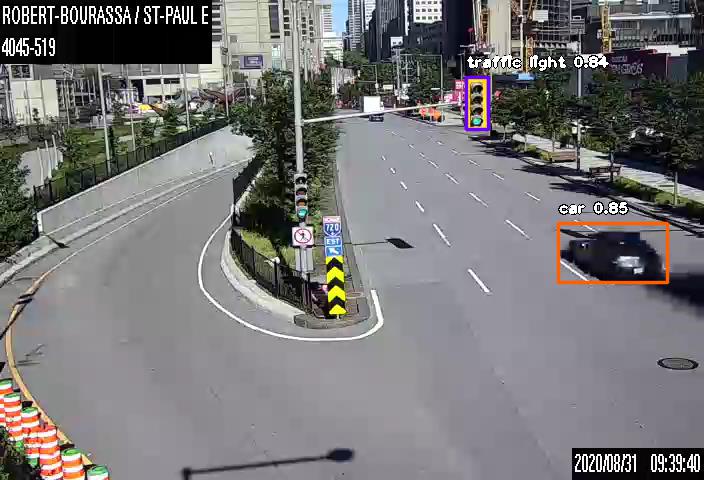 ROBERT-BOURASSA / ST-PAUL E
4045-519
traffic light 0.84
car 0.85
720
EST
2020/08/31 09:39:40